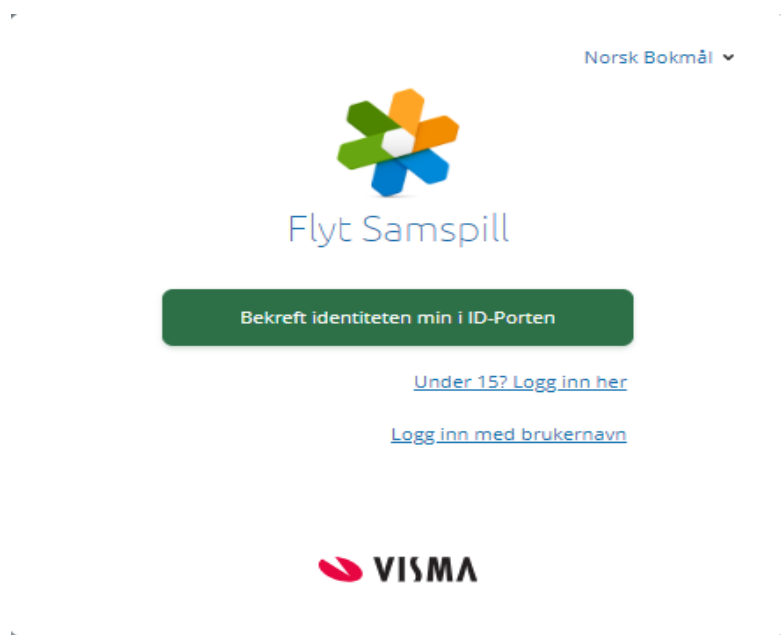 Norsk Bokmål
Flyt Samspill
Bekreft identiteten min i ID-Porten
Under 15? Logg inn her
Logg inn med brukernavn
VISMA